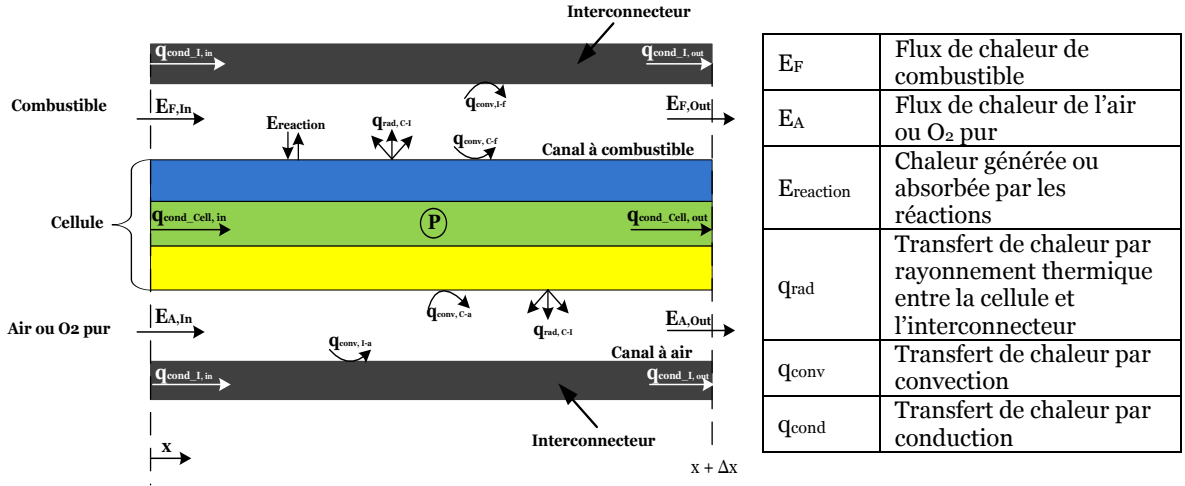 Interconnecteur
qcond_I, in
qcond_I, out
qconv,I-f
Combustible
EF,In
EF,Out
Ereaction
qrad, C-I
qconv, C-f
Canal à combustible
Cellule
qcond_Cell, in
P
qcond_Cell, out
qconv, C-a
qrad, C-I
Air ou O2 pur
EA,In
EA,Out
qconv, I-a
Canal à air
qcond_I, in
qcond_I, out
Interconnecteur
x
x + Δx
EF
Flux de chaleur de
combustible
EA
Flux de chaleur de l’air
ou O2 pur
Ereaction
Chaleur générée ou
absorbée par les
réactions
qrad
Transfert de chaleur par
rayonnement thermique
entre la cellule et
l’interconnecteur
qconv
Transfert de chaleur par
convection
qcond
Transfert de chaleur par
conduction